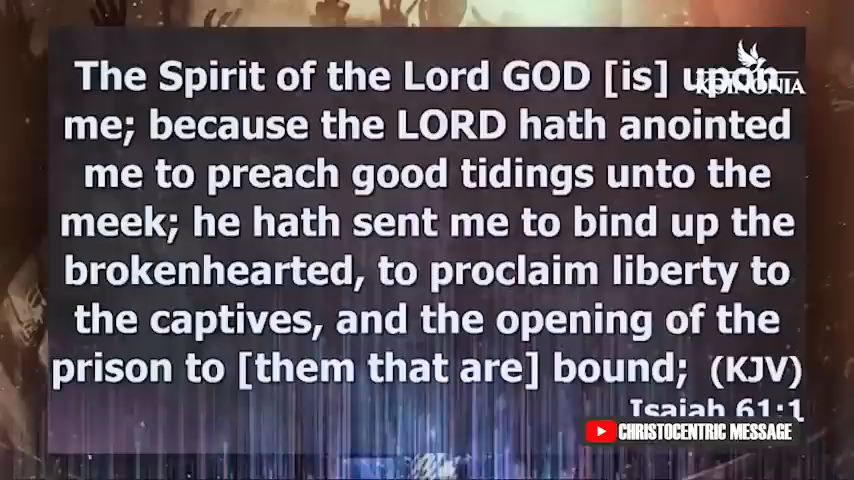 The Spirit of the Lord GOD [is] upon
KOINONIA
me; because the LORD hath anointed
me to preach good tidings unto the
meek; he hath sent me to bind up the
brokenhearted, to proclaim liberty to
the captives, and the opening of the
prison to [them that are] bound; (KJV)
Isaiah 61:1
CHRISTOCENTRIC MESSAGE